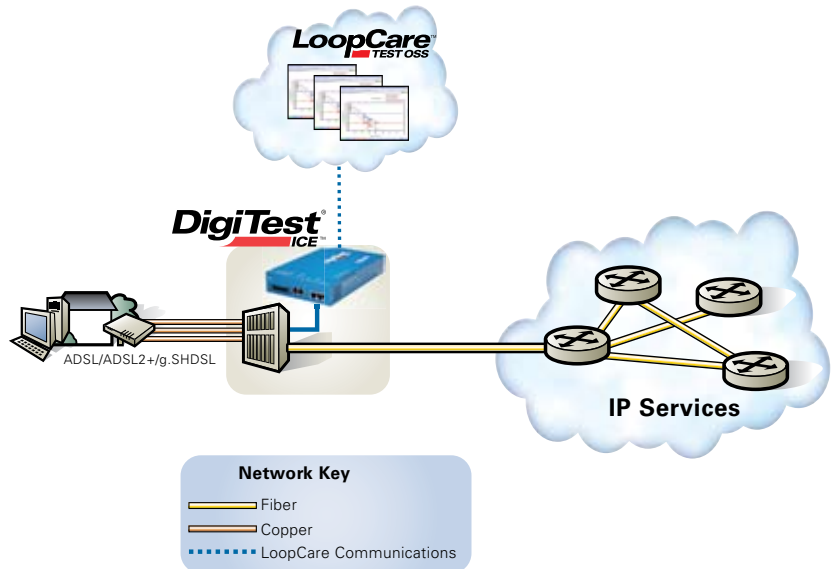 LoopCare™
TEST OSS
DigiTest®
ICE™
ADSL/ADSL2+/g.SHDSL
IP Services
Network Key
Fiber
Copper
LoopCare Communications